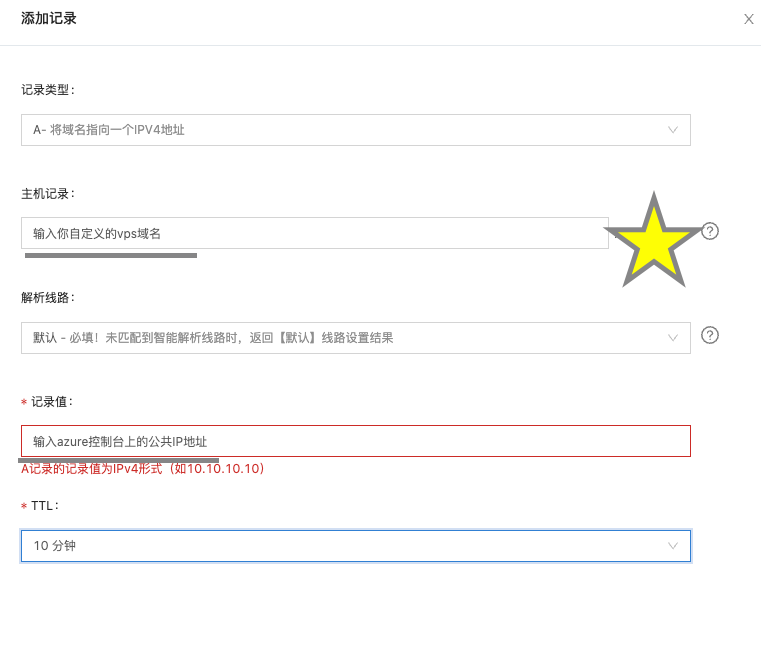 添加记录
记录类型：
A- 将域名指向一个IPV4地址
主机记录：
输入你自定义的vps域名
?
解析线路：
默认 - 必填！未匹配到智能解析线路时，返回【默认】线路设置结果
?
* 记录值：
输入azure控制台上的公共IP地址
A记录的记录值为IPv4形式（如10.10.10.10）
* TTL：
10 分钟